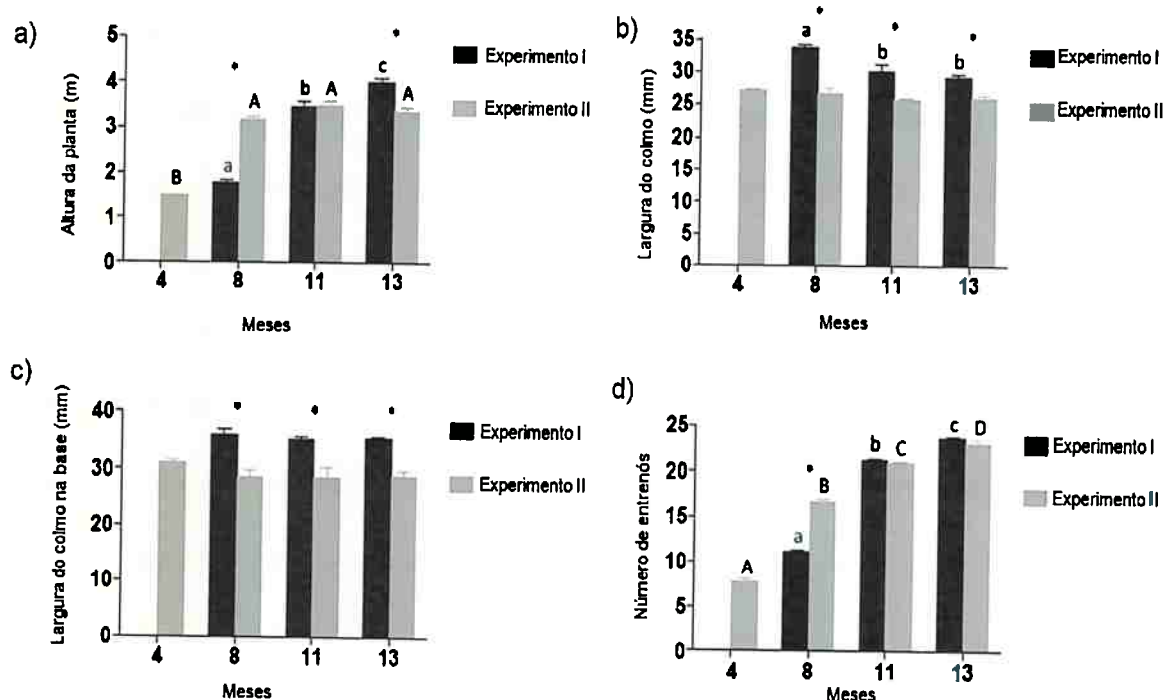 a)
Altura da planta (m)
5
4
3
2
1
0
B
a
A
b A
c
A
4 8 11 13
Meses
Experimento I
Experimento II
b)
Largura do colmo (mm)
35
30
25
20
15
10
5
0
a
b
b
4 8 11 13
Meses
Experimento I
Experimento II
c)
Largura do colmo na base (mm)
40
30
20
10
0
4 8 11 13
Meses
Experimento I
Experimento II
d)
Número de entrenós
25
20
15
10
5
0
A
a
B
b C
c D
4 8 11 13
Meses
Experimento I
Experimento II